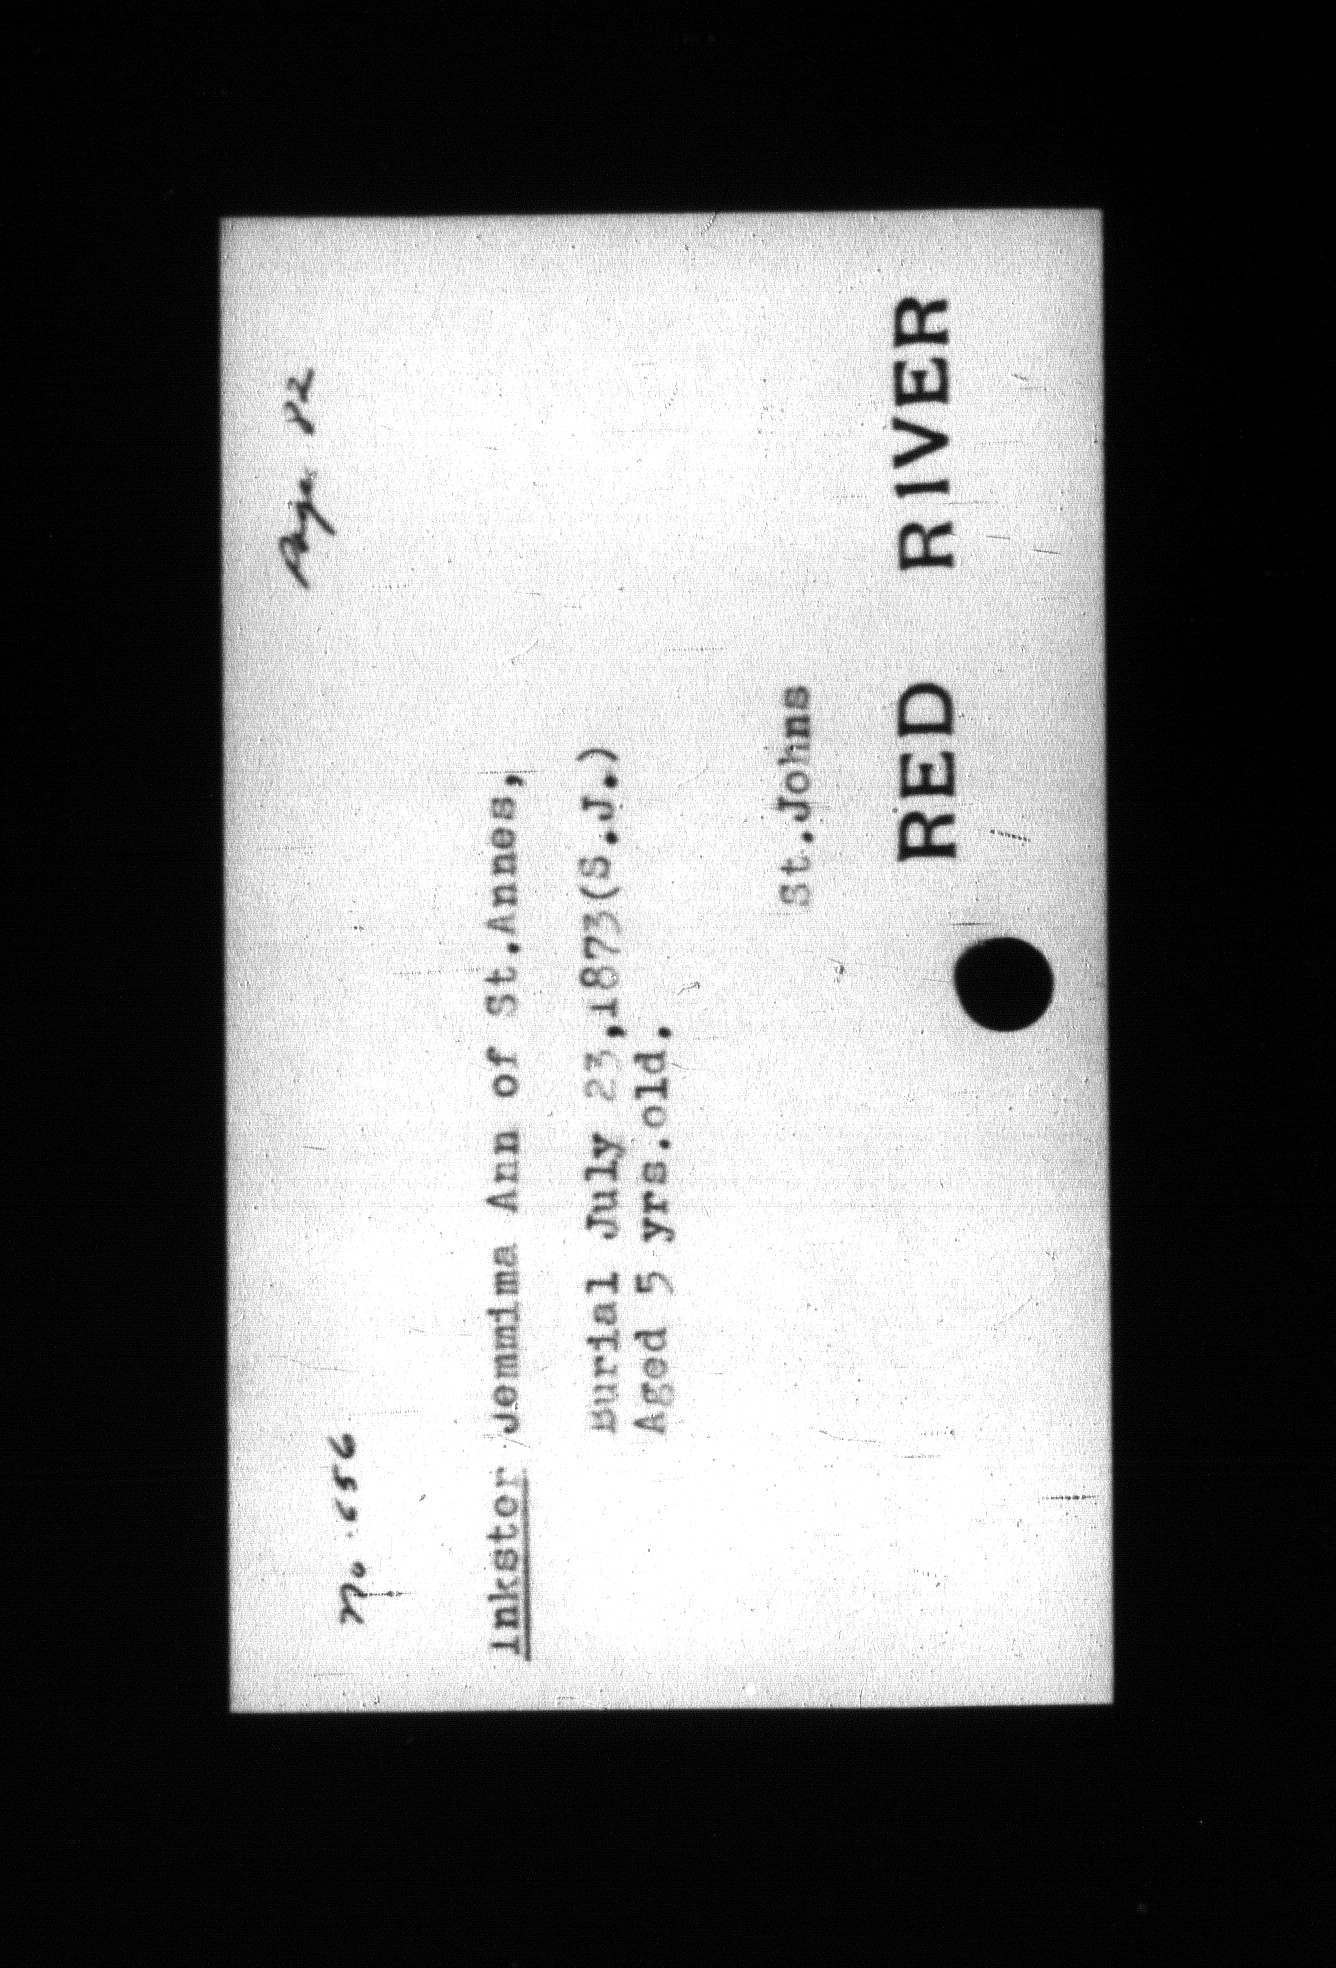 Page 82
No. 656
Inkster Jemmima Ann of St.Annes,
Burial July 23,1873(S.J.)
Aged 5 yrs.old.
St.Johns
RED RIVER